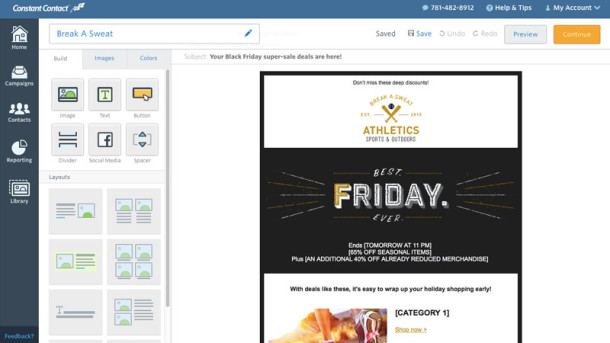 Constant Contact
781-482-8912
Help & Tips
My Account
Break A Sweat
Saved
Save
Undo
Redo
Preview
Continue
Home
Campaigns
Contacts
Reporting
Library
Feedback?
Build
Images
Colors
Image
Text
Button
Divider
Social Media
Spacer
Layouts
Subject: Your Black Friday super-sale deals are here!
Don't miss these deep discounts!
BREAK A SWEAT
EST. 2010
ATHLETICS
SPORTS & OUTDOORS
BEST
FRIDAY.
EVER
Ends [TOMORROW AT 11 PM]
[65% OFF SEASONAL ITEMS]
Plus [AN ADDITIONAL 40% OFF ALREADY REDUCED MERCHANDISE]
With deals like these, it's easy to wrap up your holiday shopping early!
[CATEGORY 1]
Shop now »